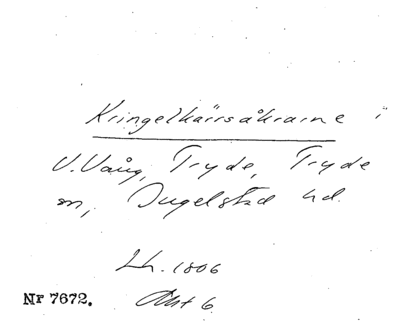 Kringelkärrsåkrarne i
V. Vång, Tryde, Tryde
sn, Ingelstad hd.
Lh. 1806
Akt 6
Nr 7672.